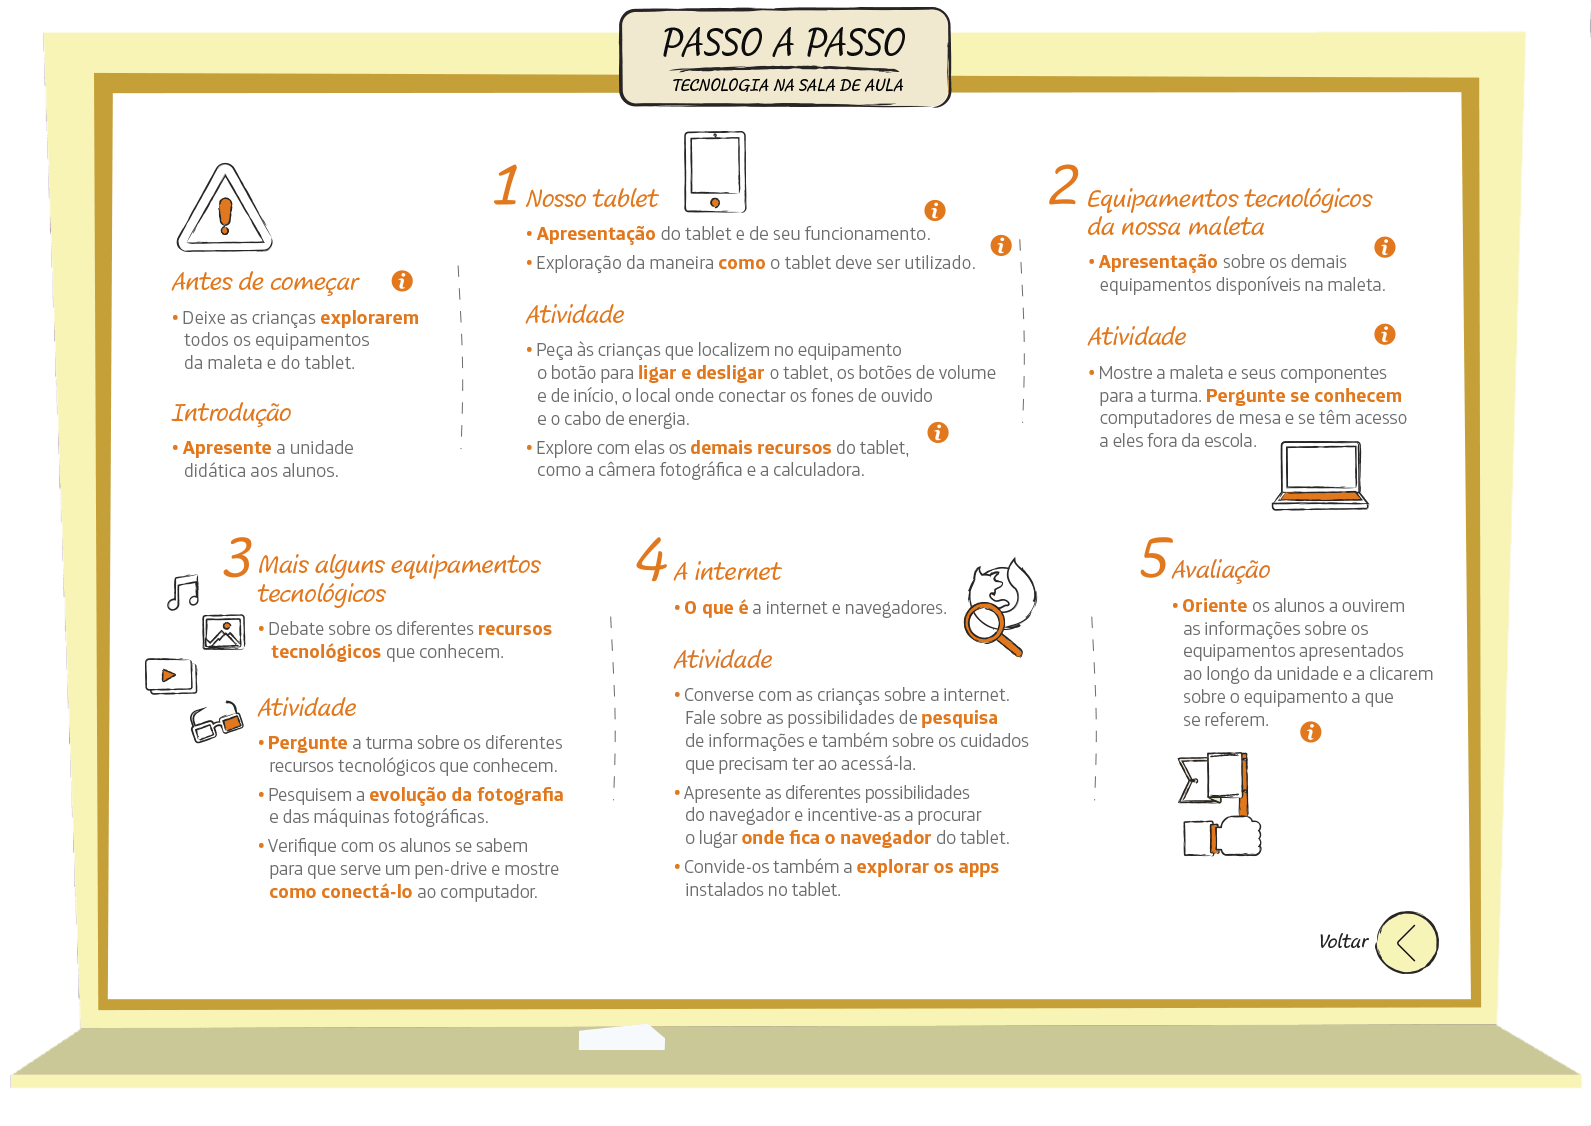 PASSO A PASSO
TECNOLOGIA NA SALA DE AULA
Antes de começar
• Deixe as crianças explorarem
todos os equipamentos
da maleta e do tablet.
Introdução
• Apresente a unidade
didática aos alunos.
1 Nosso tablet
• Apresentação do tablet e de seu funcionamento.
• Exploração da maneira como o tablet deve ser utilizado.
Atividade
• Peça às crianças que localizem no equipamento
o botão para ligar e desligar o tablet, os botões de volume
e de início, o local onde conectar os fones de ouvido
e o cabo de energia.
• Explore com elas os demais recursos do tablet,
como a câmera fotográfica e a calculadora.
2 Equipamentos tecnológicos
da nossa maleta
• Apresentação sobre os demais
equipamentos disponíveis na maleta.
Atividade
• Mostre a maleta e seus componentes
para a turma. Pergunte se conhecem
computadores de mesa e se têm acesso
a eles fora da escola.
3 Mais alguns equipamentos
tecnológicos
• Debate sobre os diferentes recursos
tecnológicos que conhecem.
Atividade
• Pergunte a turma sobre os diferentes
recursos tecnológicos que conhecem.
• Pesquisem a evolução da fotografia
e das máquinas fotográficas.
• Verifique com os alunos se sabem
para que serve um pen-drive e mostre
como conectá-lo ao computador.
4 A internet
• O que é a internet e navegadores.
Atividade
• Converse com as crianças sobre a internet.
Fale sobre as possibilidades de pesquisa
de informações e também sobre os cuidados
que precisam ter ao acessá-la.
• Apresente as diferentes possibilidades
do navegador e incentive-as a procurar
o lugar onde fica o navegador do tablet.
• Convide-os também a explorar os apps
instalados no tablet.
5 Avaliação
• Oriente os alunos a ouvirem
as informações sobre os
equipamentos apresentados
ao longo da unidade e a clicarem
sobre o equipamento a que
se referem.
Voltar